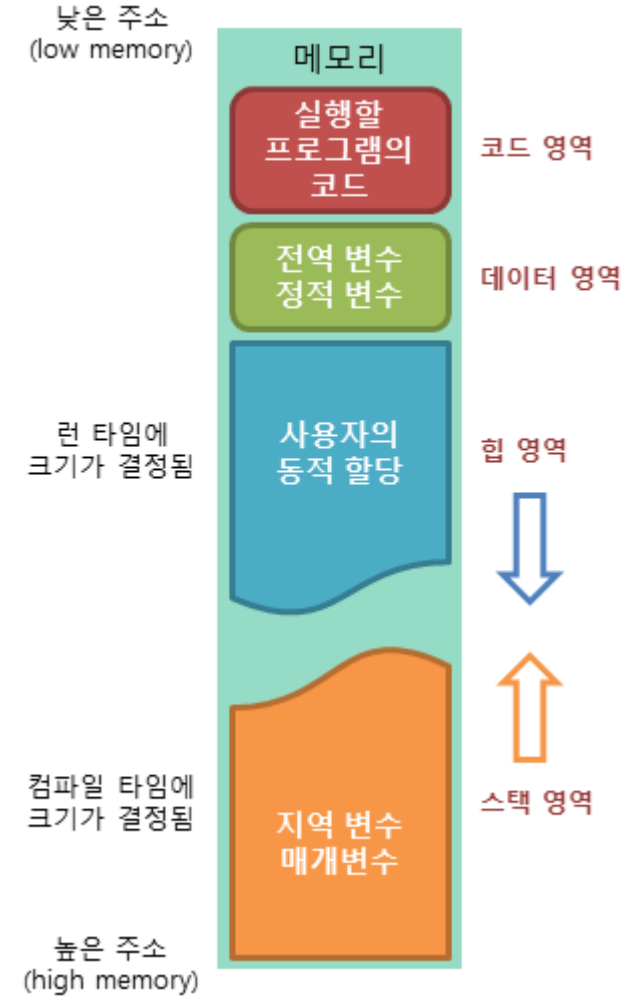 낮은 주소
(low memory)
메모리
실행할
프로그램의
코드
코드 영역
전역 변수
정적 변수
데이터 영역
런 타임에
크기가 결정됨
사용자의
동적 할당
힙 영역
컴파일 타임에
크기가 결정됨
지역 변수
매개변수
스택 영역
높은 주소
(high memory)